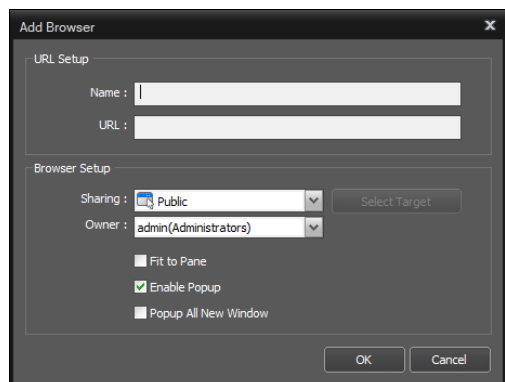 Add Browser
URL Setup
Name :
URL :
Browser Setup
Sharing : Public Select Target
Owner : admin(Administrators)
Fit to Pane
Enable Popup
Popup All New Window
OK Cancel